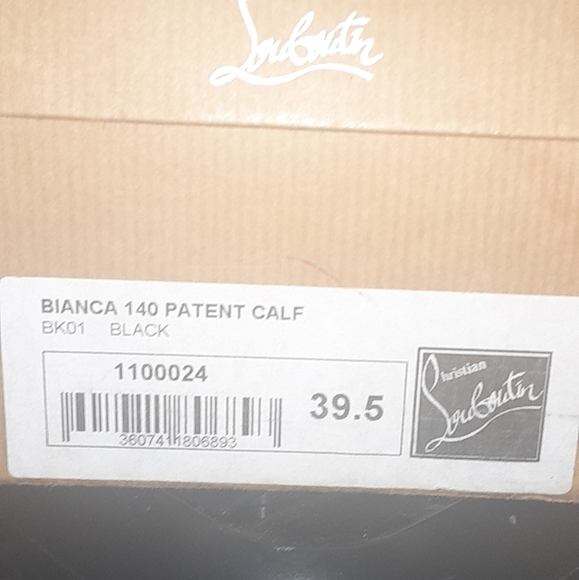 Louboutin
BIANCA 140 PATENT CALF
BK01 BLACK
1100024
39.5
3607411806893
Christian
Louboutin